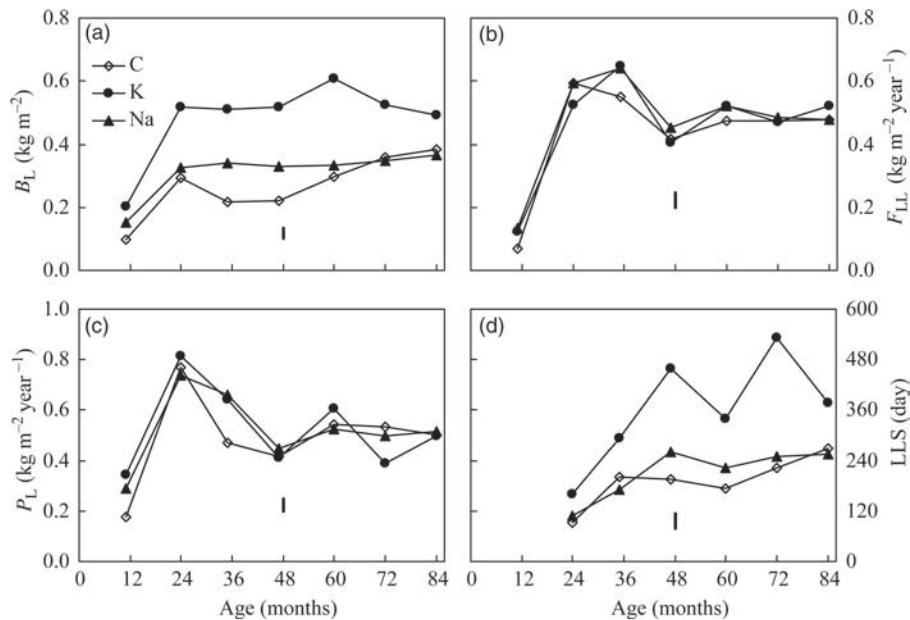 (a)
C
K
Na
0.8
0.6
0.4
0.2
0.0
B_L (kg m⁻²)
(b)
0.8
0.6
0.4
0.2
0.0
F_LL (kg m⁻² year⁻¹)
(c)
1.0
0.8
0.6
0.4
0.2
0.0
P_L (kg m⁻² year⁻¹)
0 12 24 36 48 60 72 84
Age (months)
(d)
600
480
360
240
120
0
LLS (day)
0 12 24 36 48 60 72 84
Age (months)